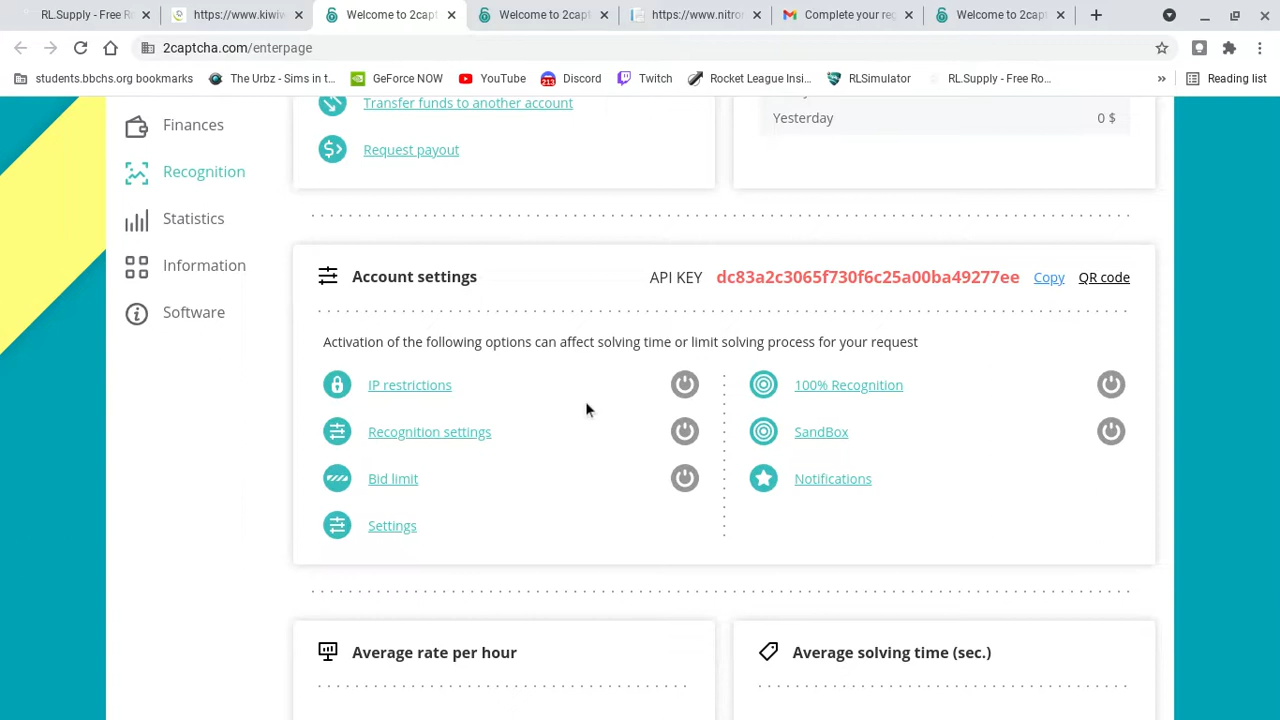 RL.Supply - Free R
https://www.kiwiw
Welcome to 2capt
Welcome to 2capt
https://www.nitro
Complete your reg
Welcome to 2capt
2captcha.com/enterpage
students.bbchs.org bookmarks
The Urbz - Sims in t...
GeForce NOW
YouTube
213
Discord
Twitch
Rocket League Insi...
RLSimulator
RL.Supply - Free Ro...
»
Reading list
Finances
Recognition
Statistics
Information
Software
Transfer funds to another account
Request payout
Yesterday
0 $
Account settings
API KEY dc83a2c3065f730f6c25a00ba49277ee Copy QR code
Activation of the following options can affect solving time or limit solving process for your request
IP restrictions
Recognition settings
Bid limit
Settings
100% Recognition
SandBox
Notifications
Average rate per hour
Average solving time (sec.)